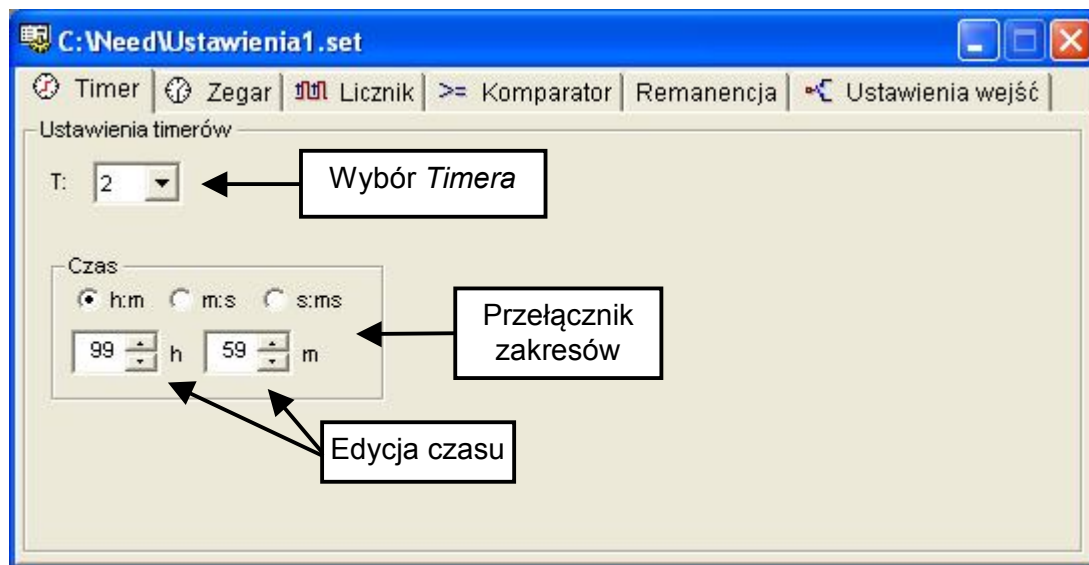 C:\Need\Ustawienia1.set
Timer Zegar Licznik >= Komparator Remanencja Ustawienia wejść
Ustawienia timerów
T: 2
Wybór Timera
Czas
h:m m:s s:ms
99 h 59 m
Przełącznik
zakresów
Edycja czasu